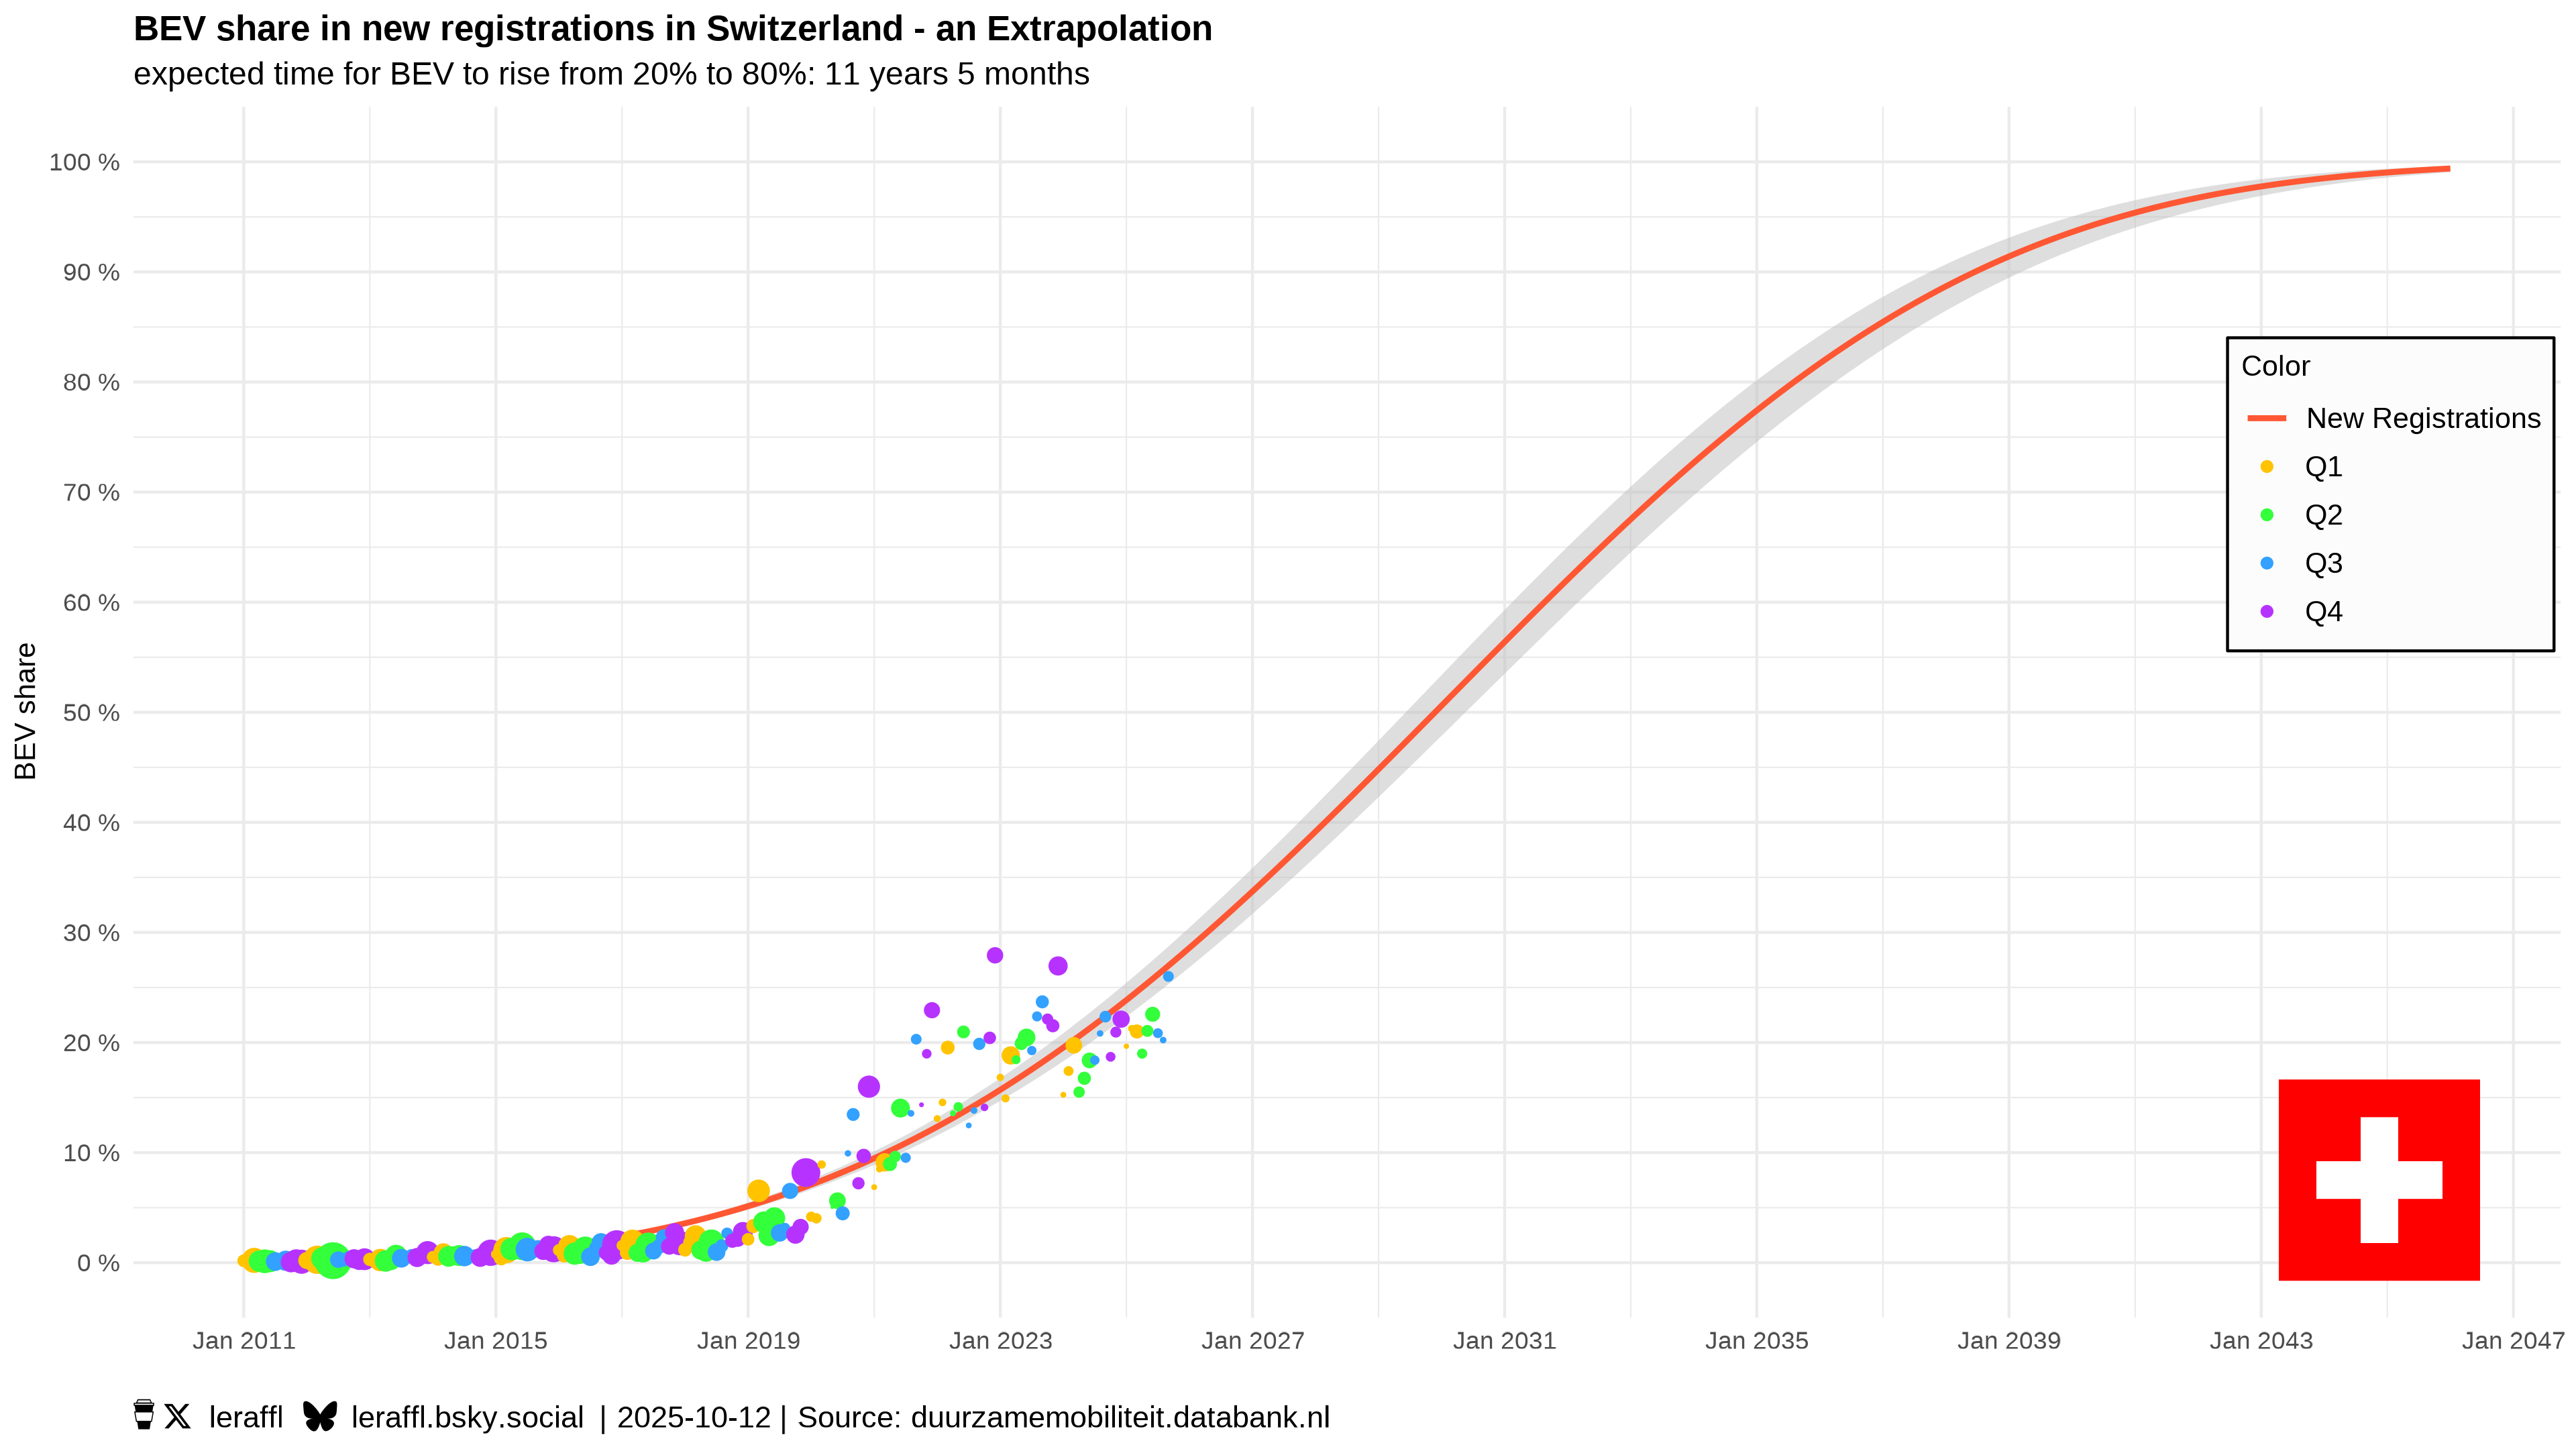 BEV share in new registrations in Switzerland - an Extrapolation
expected time for BEV to rise from 20% to 80%: 11 years 5 months
BEV share
100 %
90 %
80 %
70 %
60 %
50 %
40 %
30 %
20 %
10 %
0 %
Color
New Registrations
Q1
Q2
Q3
Q4
Jan 2011 Jan 2015 Jan 2019 Jan 2023 Jan 2027 Jan 2031 Jan 2035 Jan 2039 Jan 2043 Jan 2047
leraffl leraffl.bsky.social | 2025-10-12 | Source: duurzamemobiliteit.databank.nl